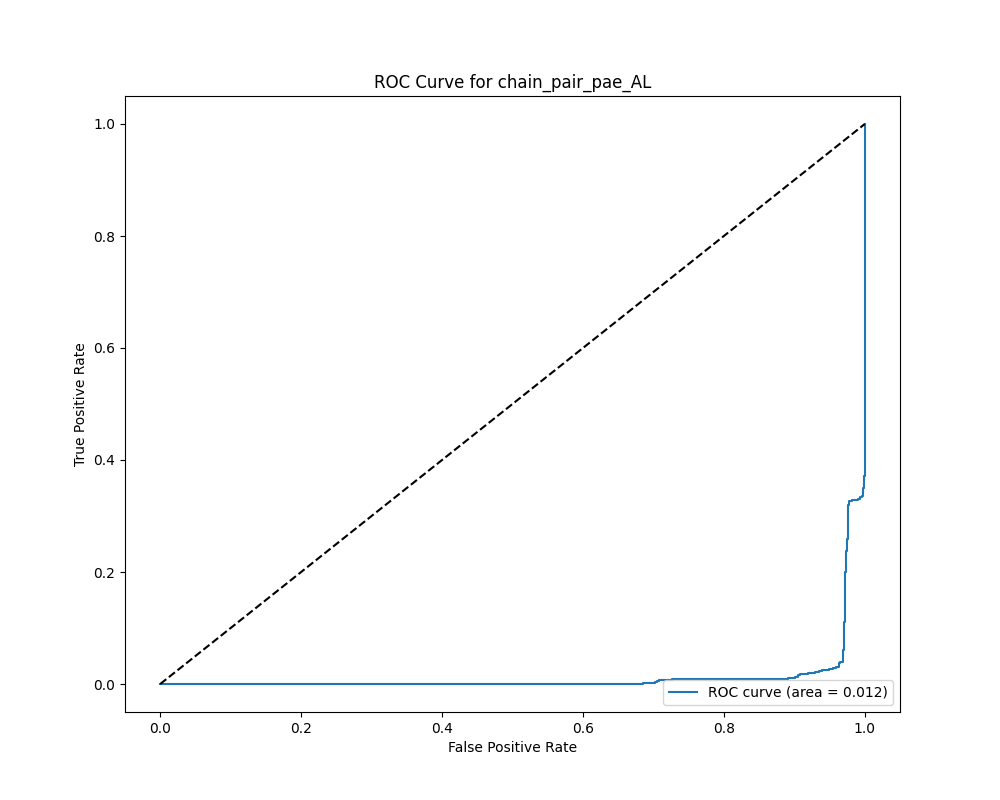 ROC Curve for chain_pair_pae_AL
True Positive Rate
1.0
0.8
0.6
0.4
0.2
0.0
ROC curve (area = 0.012)
0.0 0.2 0.4 0.6 0.8 1.0
False Positive Rate